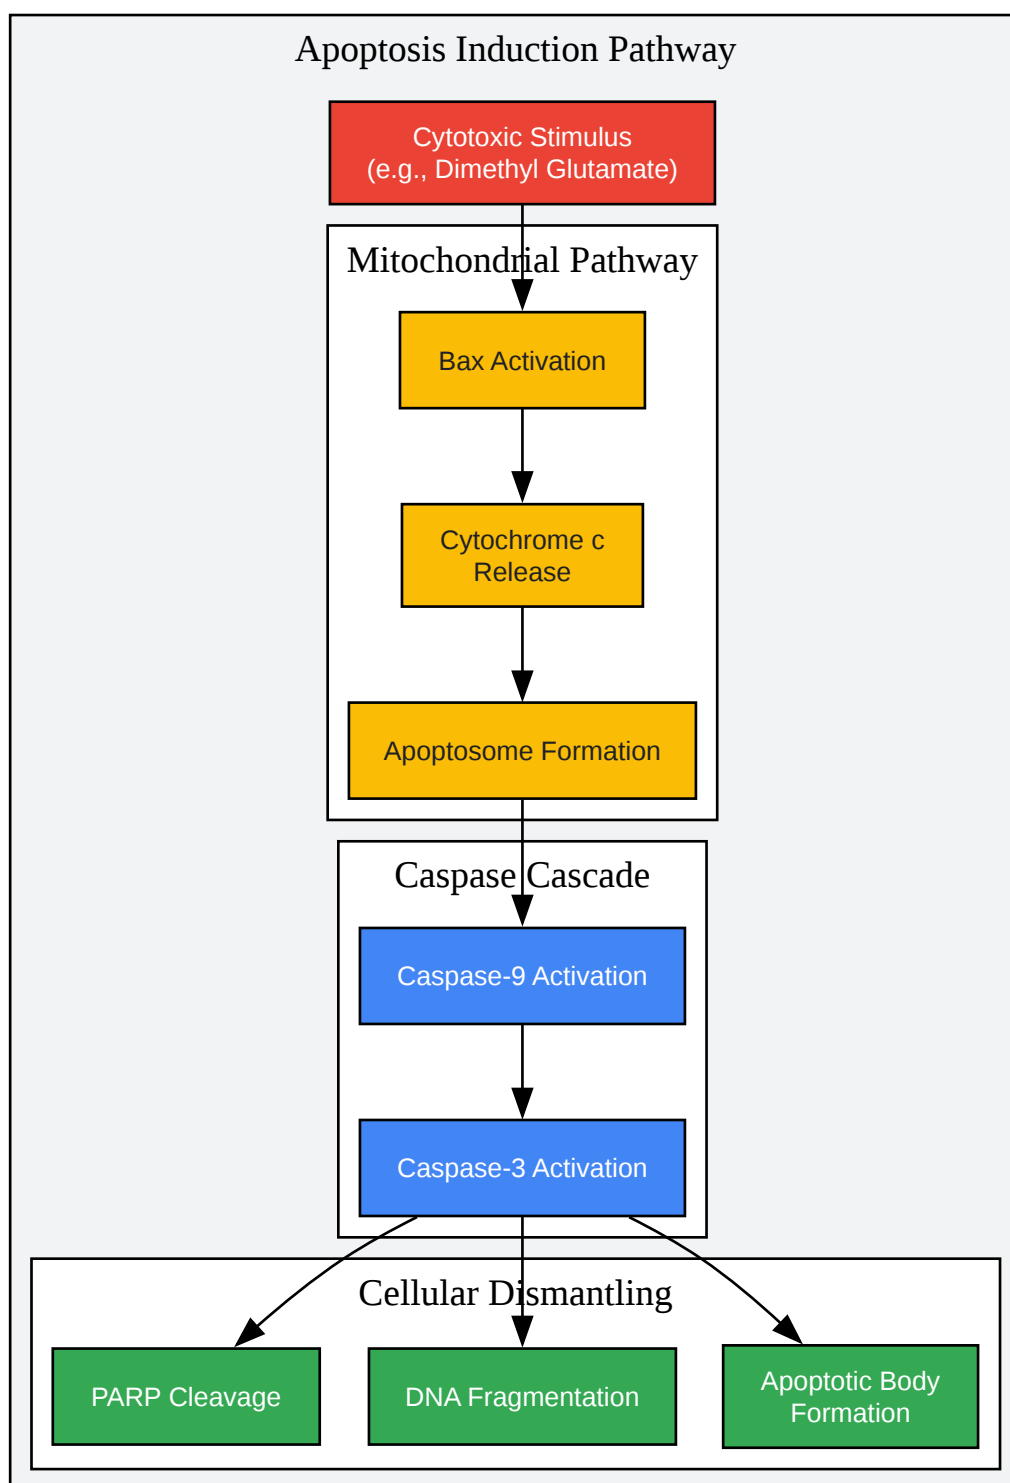 Apoptosis Induction Pathway
Cytotoxic Stimulus
(e.g., Dimethyl Glutamate)
Mitochondrial Pathway
Bax Activation
Cytochrome c
Release
Apoptosome Formation
Caspase Cascade
Caspase-9 Activation
Caspase-3 Activation
Cellular Dismantling
PARP Cleavage
DNA Fragmentation
Apoptotic Body
Formation